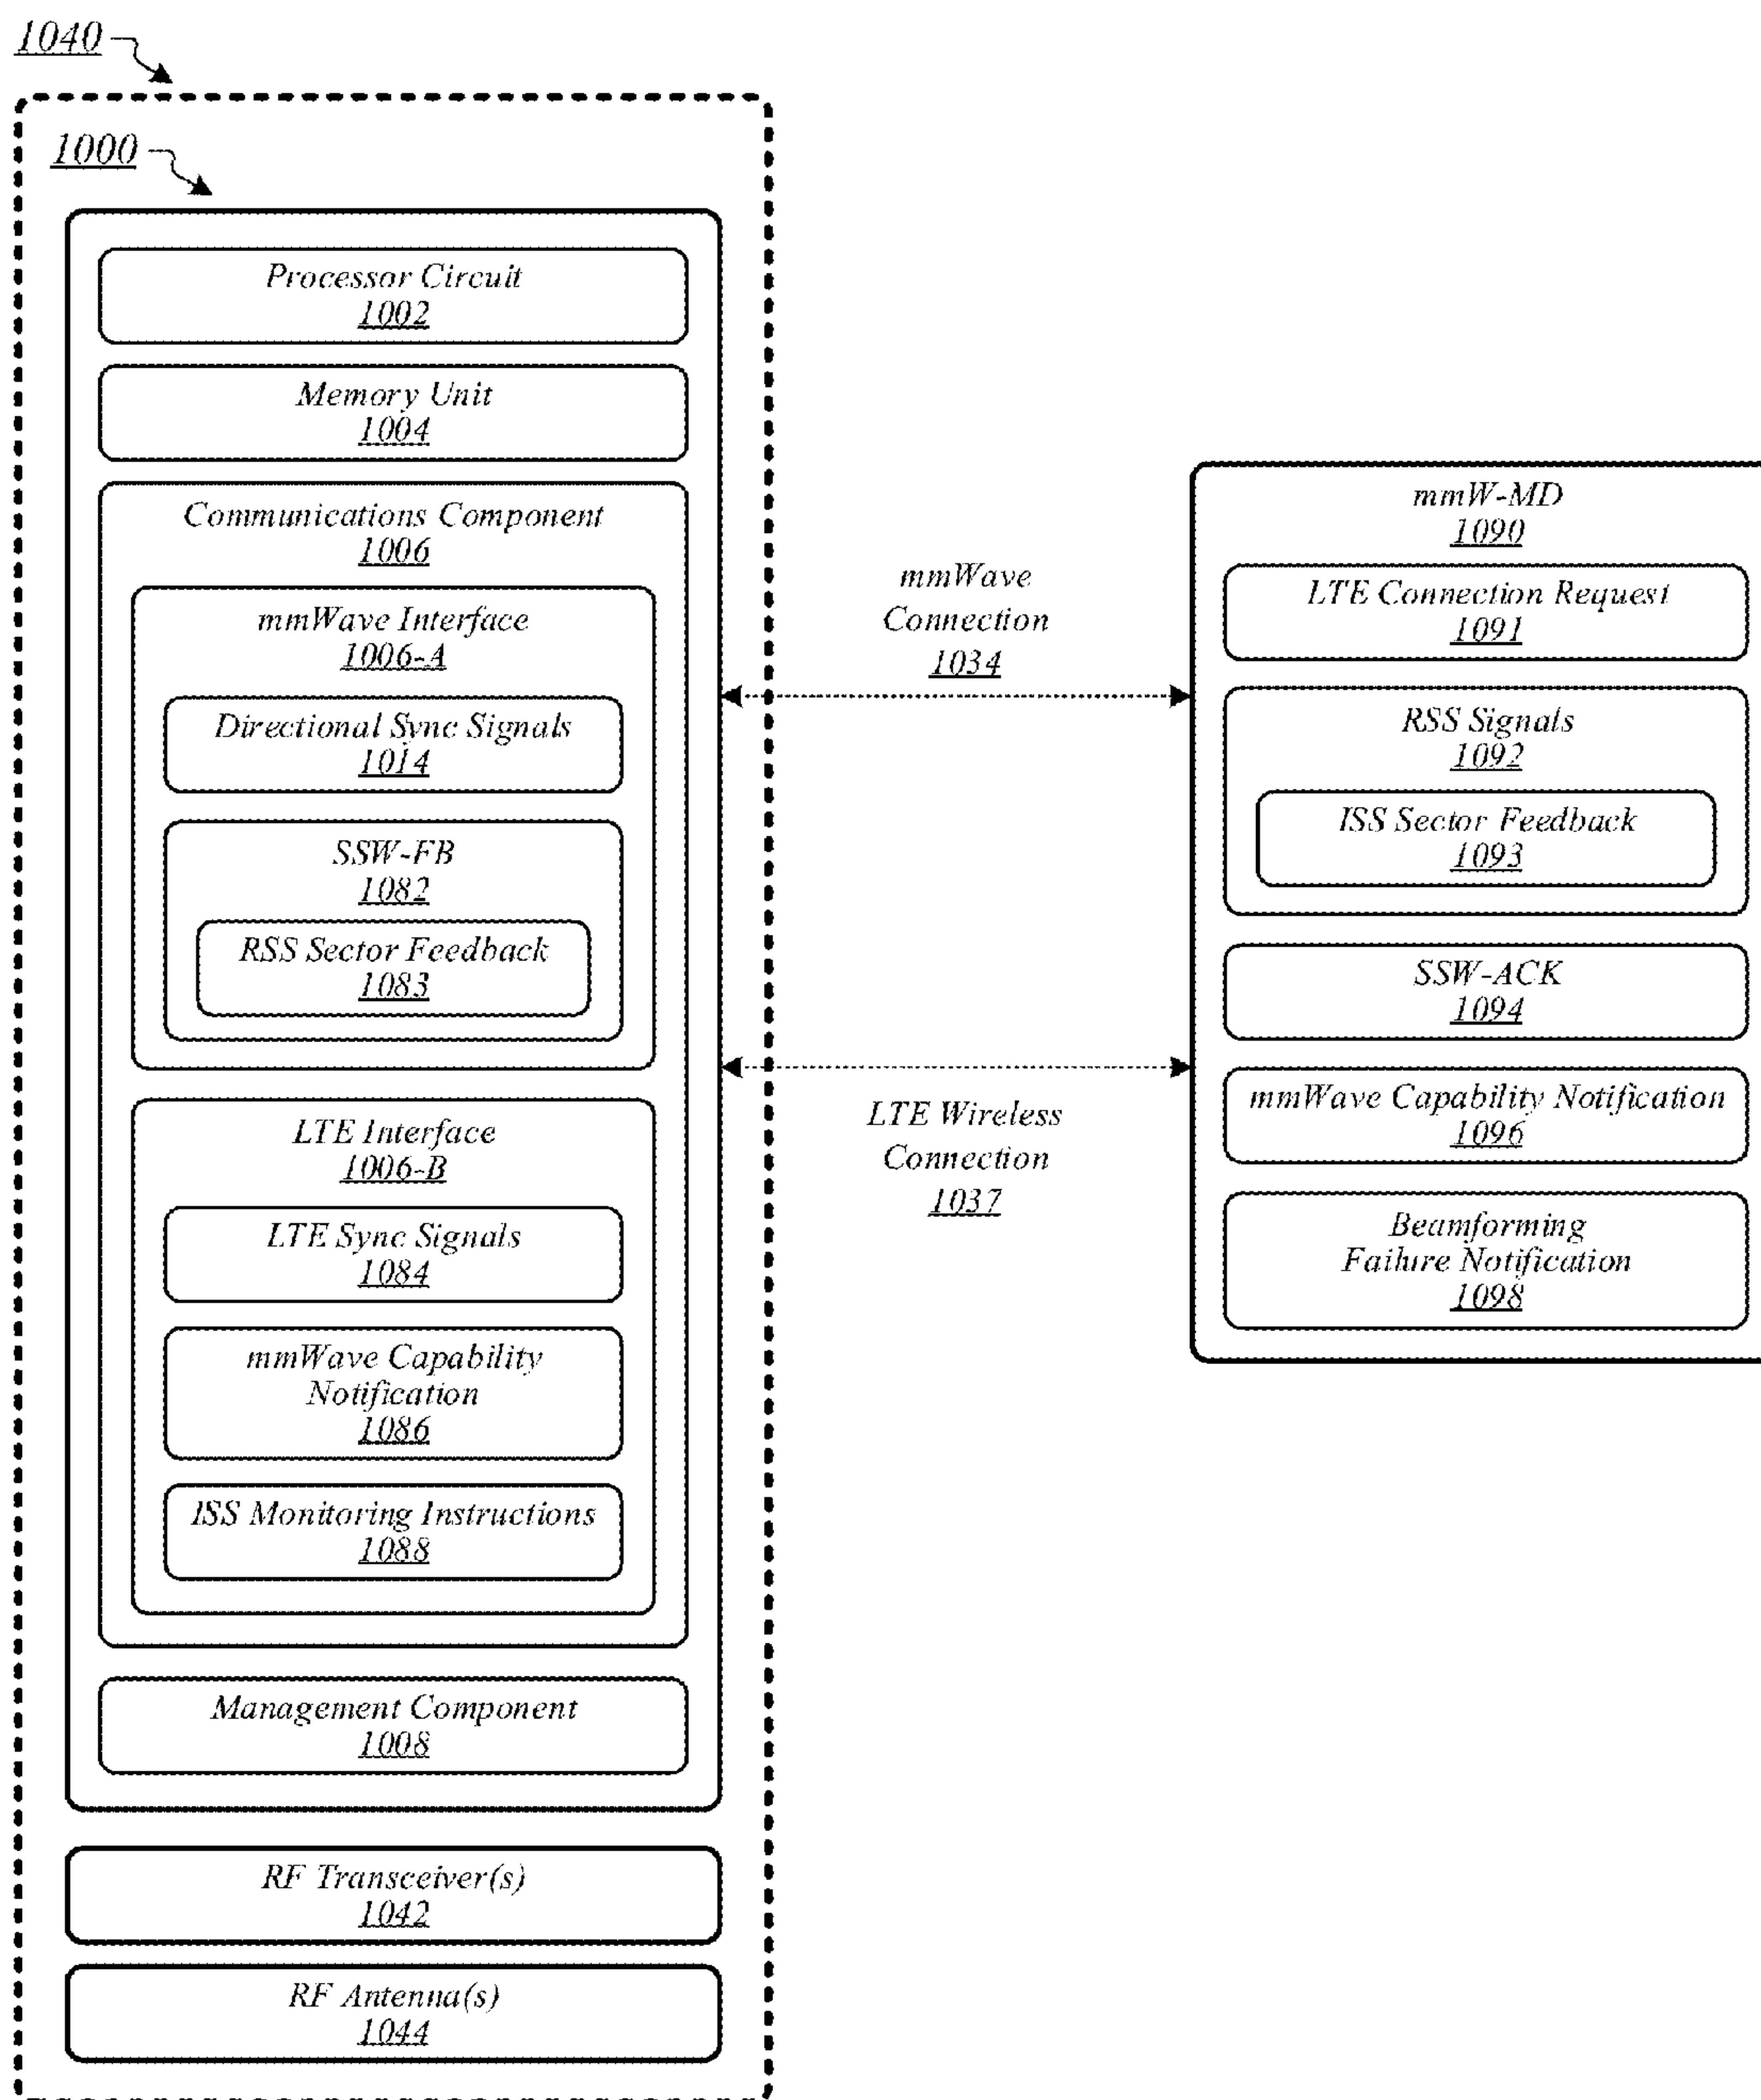 1040
1000
Processor Circuit
1002
Memory Unit
1004
Communications Component
1006
mmWave Interface
1006-A
Directional Sync Signals
1014
SSW-FB
1082
RSS Sector Feedback
1083
LTE Interface
1006-B
LTE Sync Signals
1084
mmWave Capability
Notification
1086
ISS Monitoring Instructions
1088
Management Component
1008
RF Transceiver(s)
1042
RF Antenna(s)
1044
mmWave
Connection
1034
LTE Wireless
Connection
1037
mmW-MD
1090
LTE Connection Request
1091
RSS Signals
1092
ISS Sector Feedback
1093
SSW-ACK
1094
mmWave Capability Notification
1096
Beamforming
Failure Notification
1098